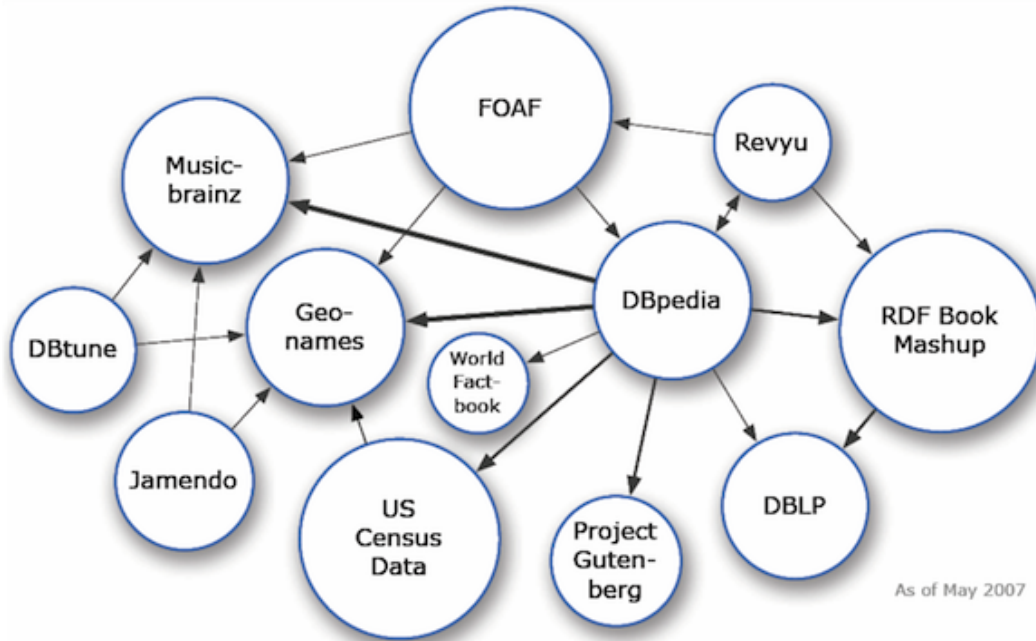 FOAF
Revyu
Music-
brainz
DBpedia
Geo-
names
RDF Book
Mashup
DBtune
World
Fact-
book
Jamendo
US
Census
Data
Project
Guten-
berg
DBLP
As of May 2007